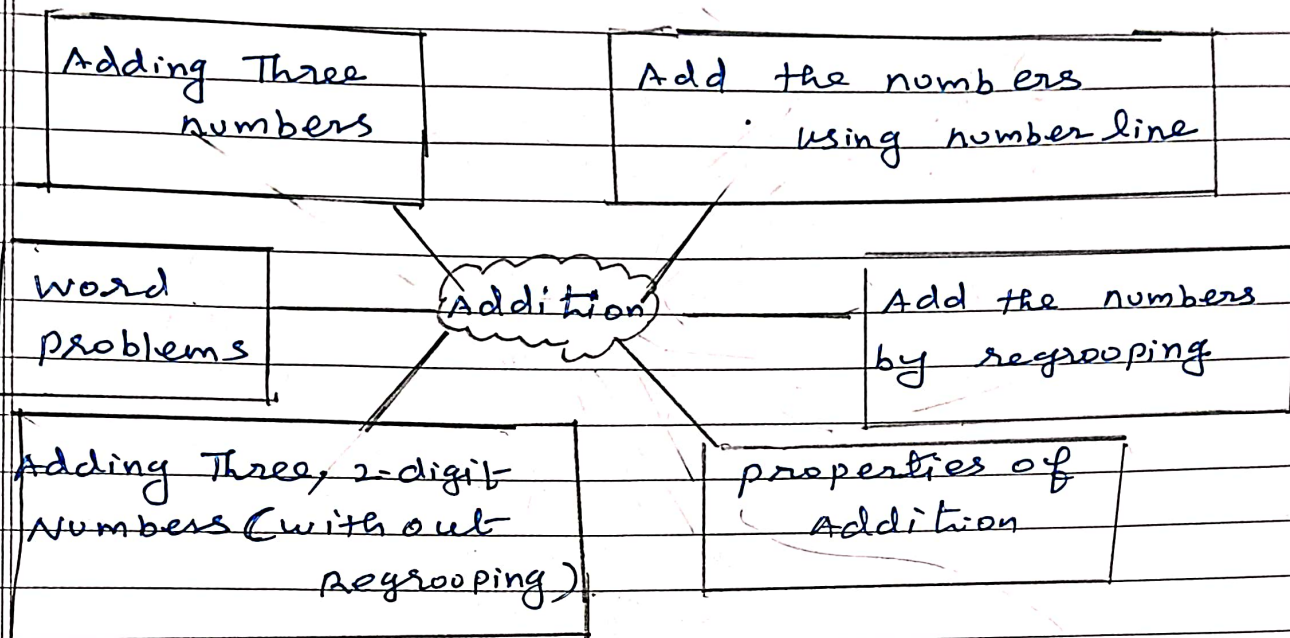 Adding Three
numbers
Add the numbers
using number line
word
problems
Addition
Add the numbers
by regrooping
Adding Three, 2-digit
Numbers (without
Regrooping)
properties of
Addition